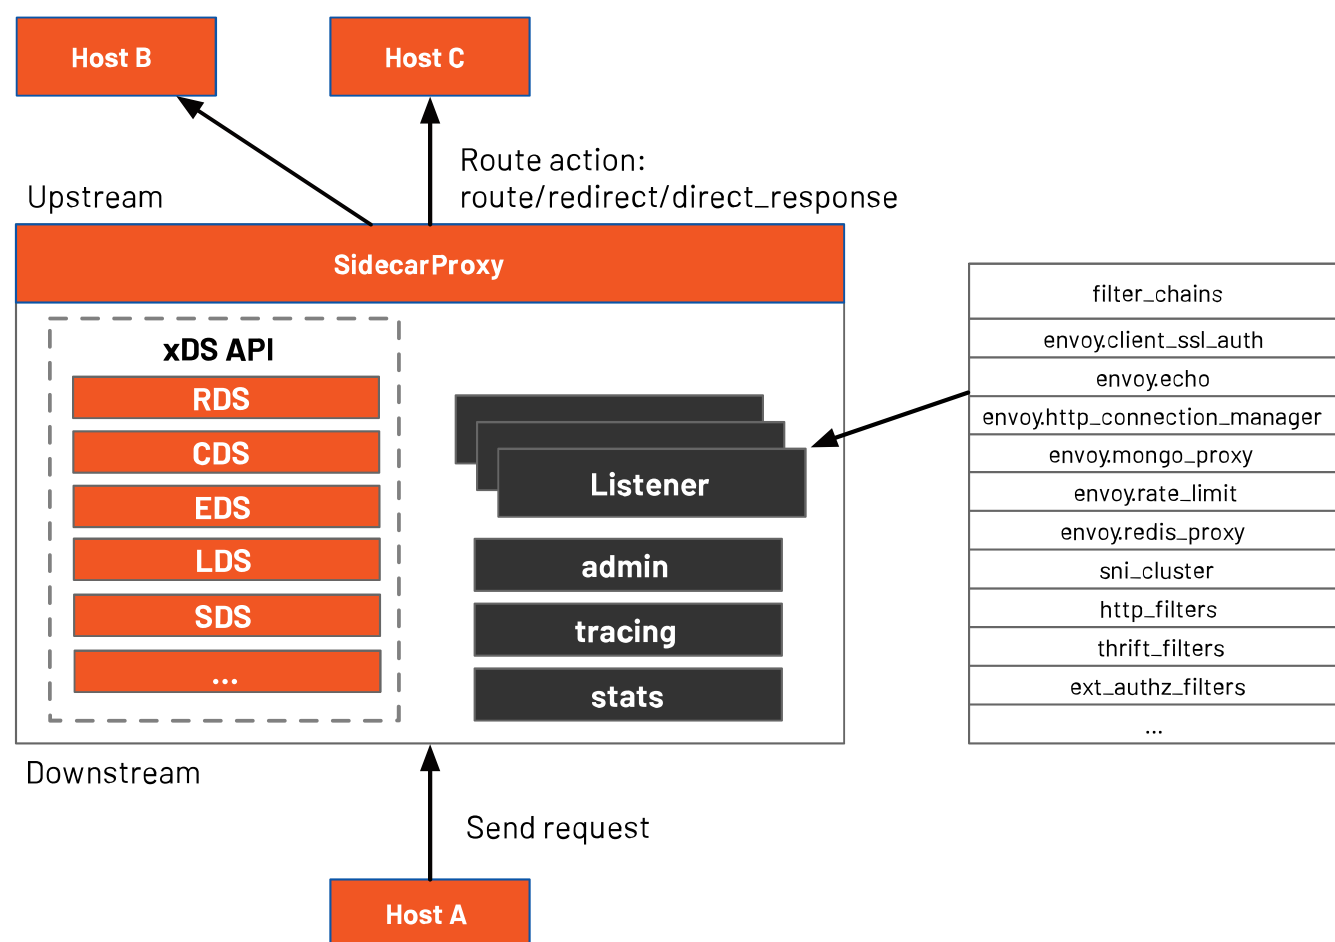 Host B
Host C
Route action:
route/redirect/direct_response
Upstream
SidecarProxy
xDS API
RDS
CDS
EDS
LDS
SDS
...
Listener
admin
tracing
stats
filter_chains
envoy.client_ssl_auth
envoy.echo
envoy.http_connection_manager
envoy.mongo_proxy
envoy.rate_limit
envoy.redis_proxy
sni_cluster
http_filters
thrift_filters
ext_authz_filters
...
Downstream
Send request
Host A